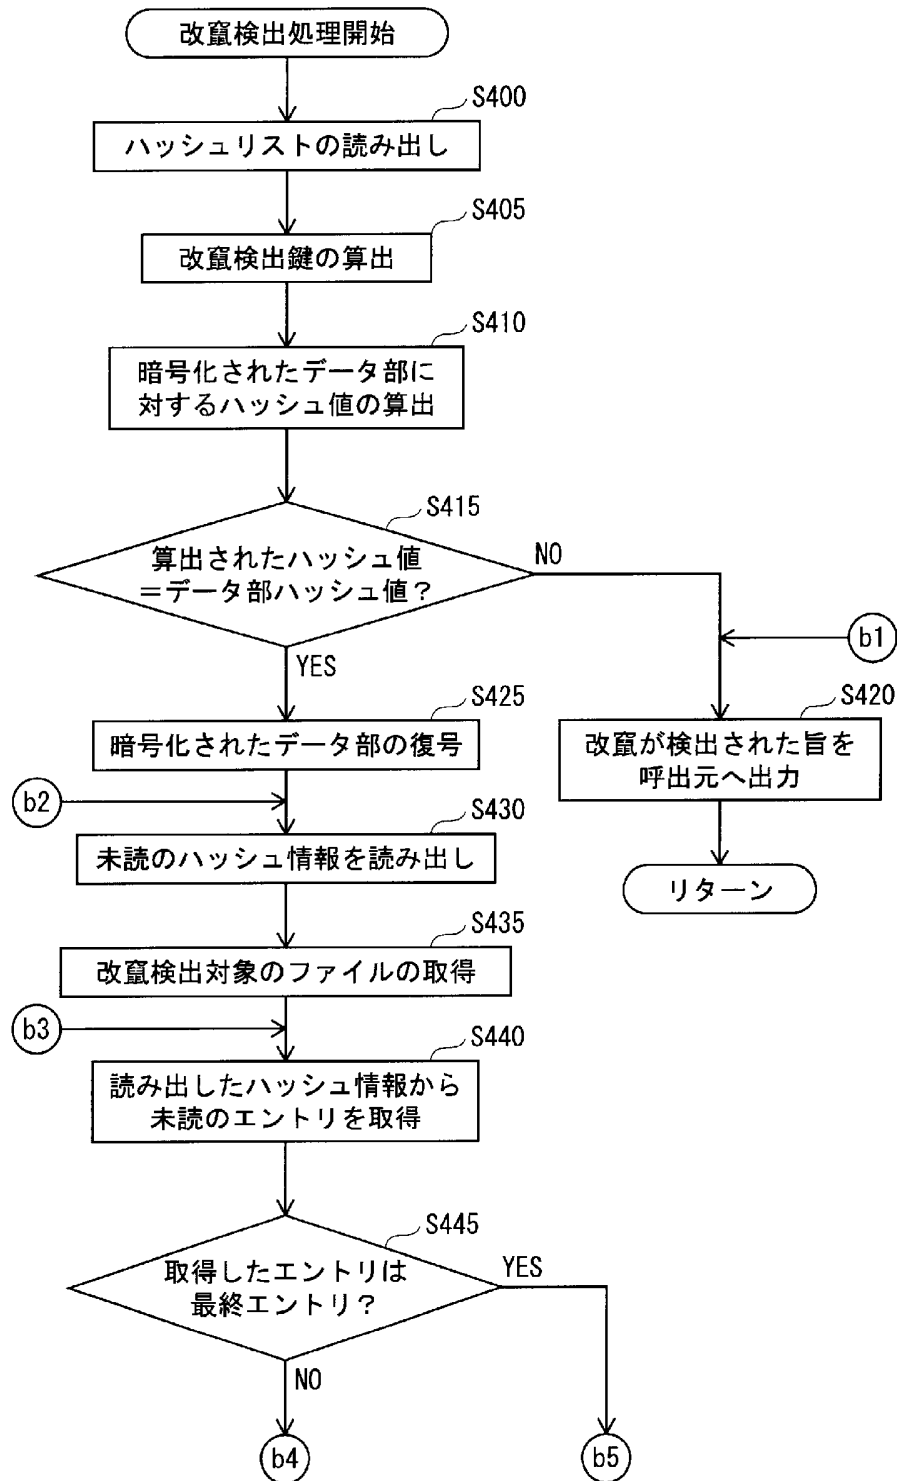 改竄検出処理開始
S400
ハッシュリストの読み出し
S405
改竄検出鍵の算出
S410
暗号化されたデータ部に
対するハッシュ値の算出
S415
算出されたハッシュ値
＝データ部ハッシュ値？
NO
YES
b1
S420
改竄が検出された旨を
呼出元へ出力
リターン
S425
暗号化されたデータ部の復号
b2
S430
未読のハッシュ情報を読み出し
S435
改竄検出対象のファイルの取得
b3
S440
読み出したハッシュ情報から
未読のエントリを取得
S445
取得したエントリは
最終エントリ？
YES
NO
b4
b5